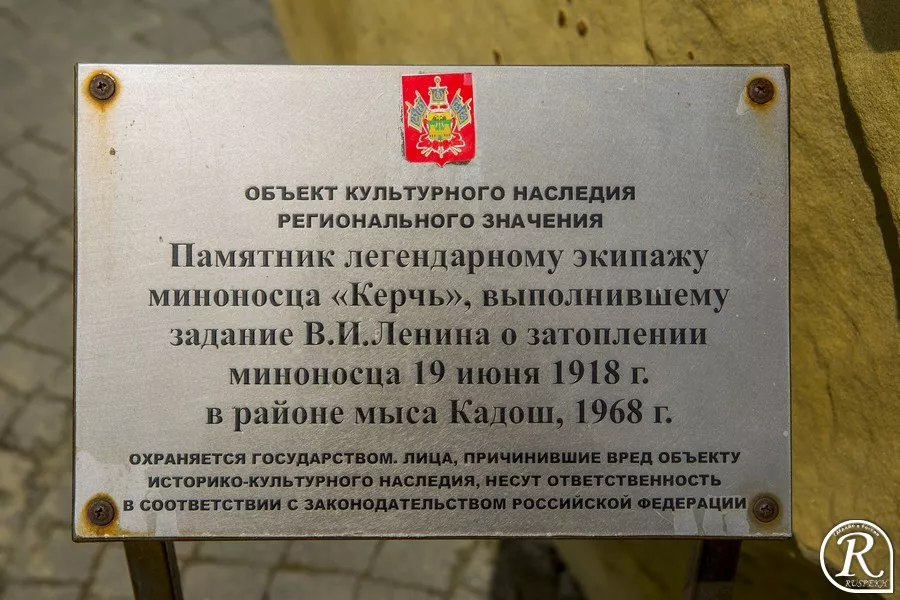 ОБЪЕКТ КУЛЬТУРНОГО НАСЛЕДИЯ
РЕГИОНАЛЬНОГО ЗНАЧЕНИЯ
Памятник легендарному экипажу
миноносца «Керчь», выполнившему
задание В.И.Ленина о затоплении
миноносца 19 июня 1918 г.
в районе мыса Кадош, 1968 г.
ОХРАНЯЕТСЯ ГОСУДАРСТВОМ. ЛИЦА, ПРИЧИНИВШИЕ ВРЕД ОБЪЕКТУ
ИСТОРИКО-КУЛЬТУРНОГО НАСЛЕДИЯ, НЕСУТ ОТВЕТСТВЕННОСТЬ
В СООТВЕТСТВИИ С ЗАКОНОДАТЕЛЬСТВОМ РОССИЙСКОЙ ФЕДЕРАЦИИ
R
RUSPEKH